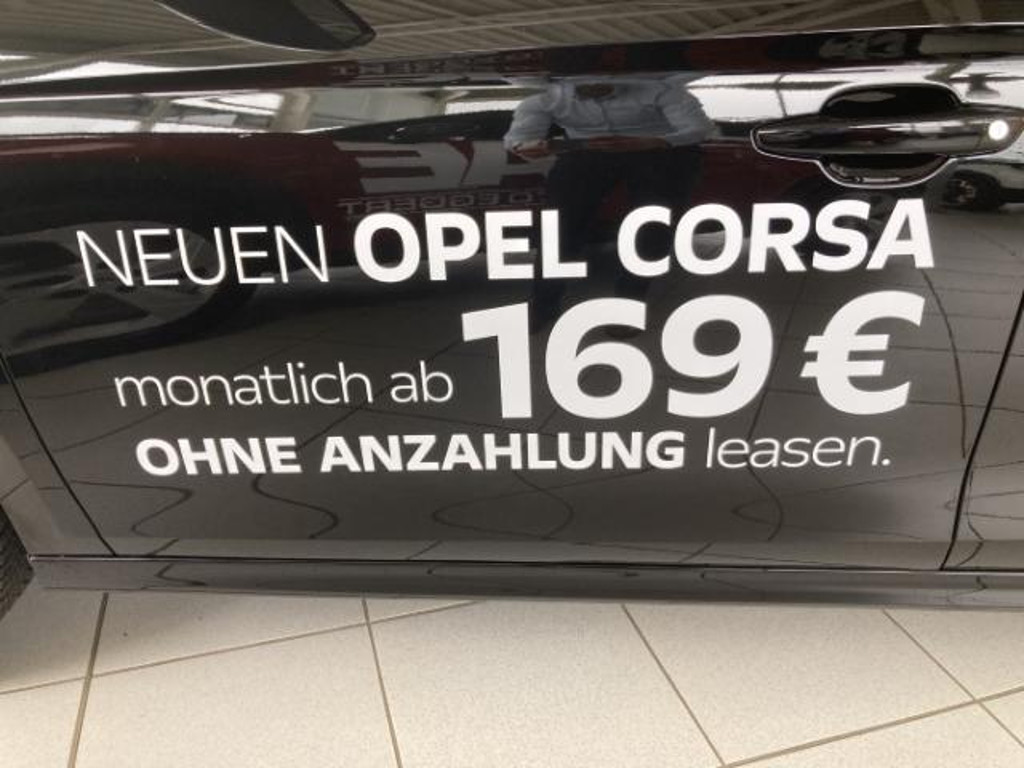 NEUEN OPEL CORSA
monatlich ab 169 €
OHNE ANZAHLUNG leasen.